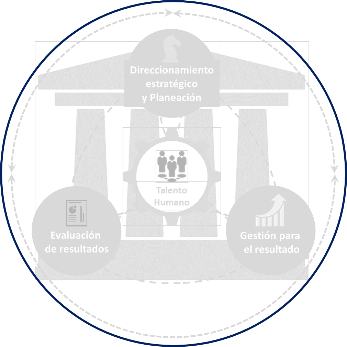 Direccionamiento
estratégico
y Planeación
Talento
Humano
Evaluación
de resultados
Gestión para
el resultado